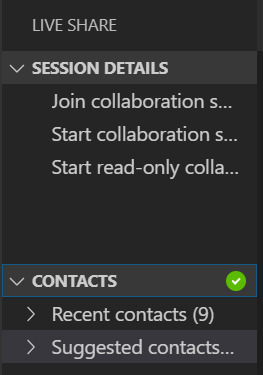 LIVE SHARE
SESSION DETAILS
Join collaboration s...
Start collaboration s...
Start read-only colla...
CONTACTS
Recent contacts (9)
Suggested contacts...